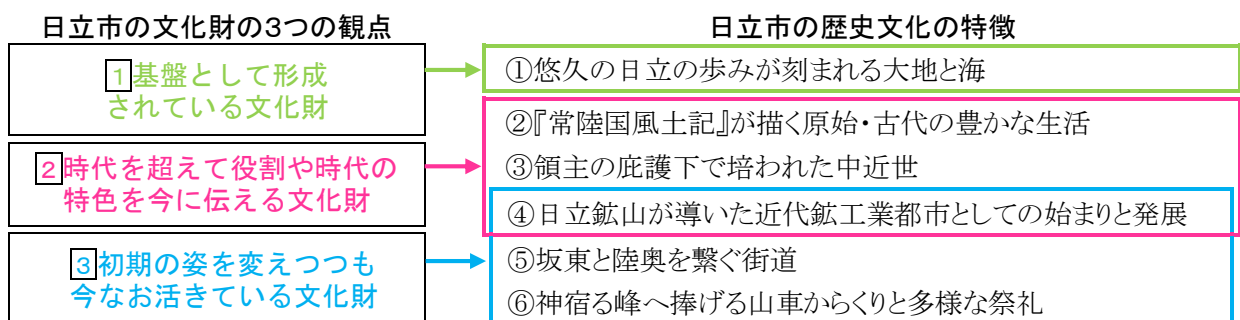 日立市の文化財の3つの観点
1基盤として形成
されている文化財
2時代を超えて役割や時代の
特色を今に伝える文化財
3初期の姿を変えつつも
今なお活きている文化財
日立市の歴史文化の特徴
①悠久の日立の歩みが刻まれる大地と海
②『常陸国風土記』が描く原始・古代の豊かな生活
③領主の庇護下で培われた中近世
④日立鉱山が導いた近代鉱工業都市としての始まりと発展
⑤坂東と陸奥を繋ぐ街道
⑥神宿る峰へ捧げる山車からくりと多様な祭礼